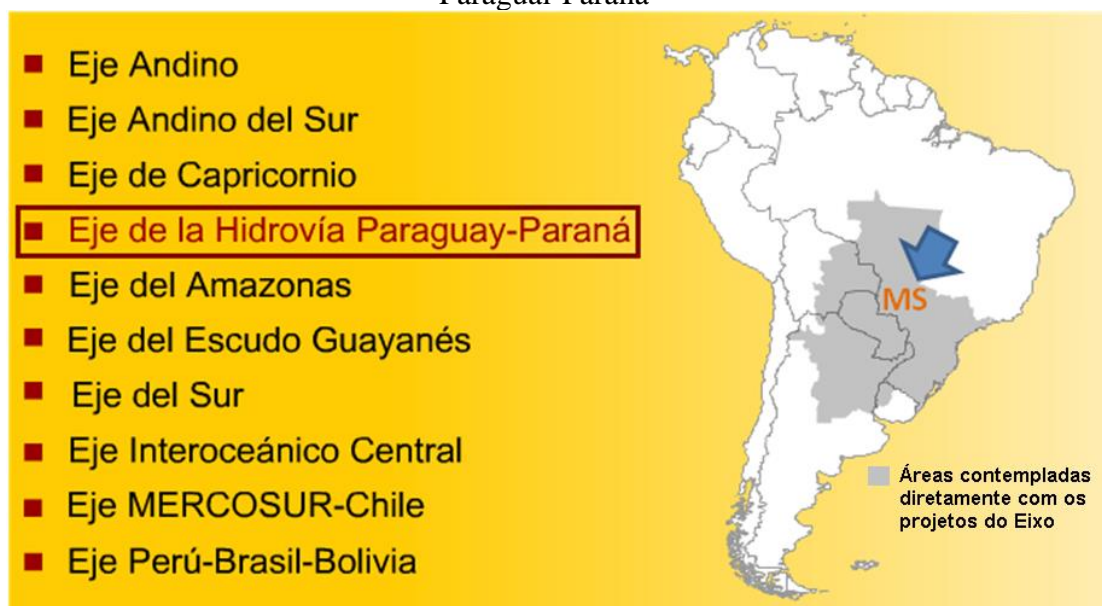 Paraguai-Paraná
Eje Andino
Eje Andino del Sur
Eje de Capricornio
Eje de la Hidrovía Paraguay-Paraná
Eje del Amazonas
Eje del Escudo Guayanés
Eje del Sur
Eje Interoceánico Central
Eje MERCOSUR-Chile
Eje Perú-Brasil-Bolivia
MS
Áreas contempladas
diretamente com os
projetos do Eixo